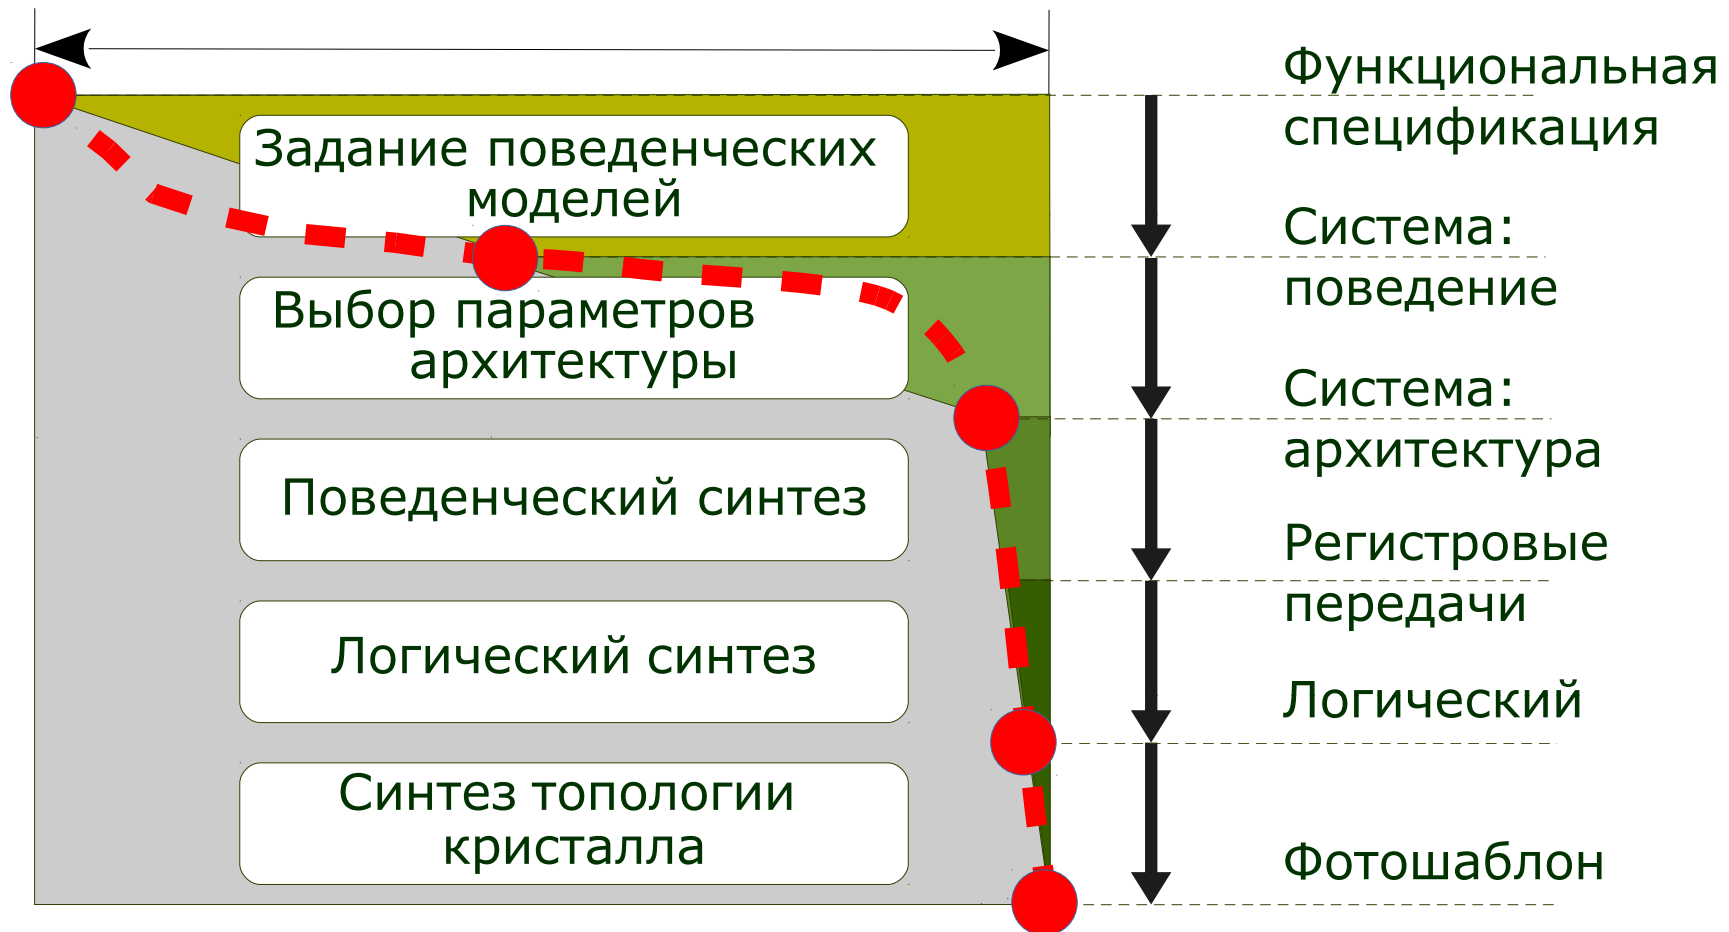 Задание поведенческих
моделей
Выбор параметров
архитектуры
Поведенческий синтез
Логический синтез
Синтез топологии
кристалла
Функциональная
спецификация
Система:
поведение
Система:
архитектура
Регистровые
передачи
Логический
Фотошаблон